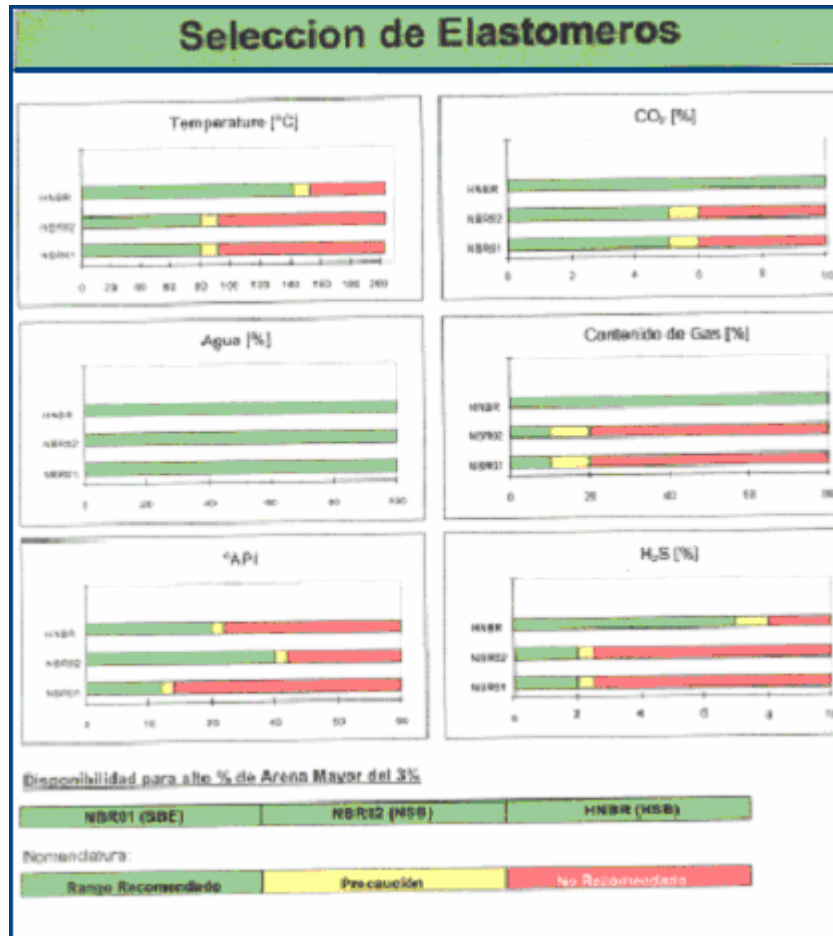 Seleccion de Elastomeros
Temperature [°C]
HNBR
NBR02
NBR01
0 20 40 60 80 100 120 140 160 180 200
CO₂ [%]
HNBR
NBR02
NBR01
0 2 4 6 8 10
Agua [%]
HNBR
NBR02
NBR01
0 20 40 60 80 100
Contenido de Gas [%]
HNBR
NBR02
NBR01
0 20 40 60 80
°API
HNBR
NBR02
NBR01
0 10 20 30
H₂S [%]
HNBR
NBR02
NBR01
0 2 4 6 8 10
Disponibilidad para alto % de Arena Mayor del 3%
NBR01 (SBE) NBR02 (NSB) HNBR (HSB)
Nomenclatura:
Rango Recomendado Precaución No Recomendado